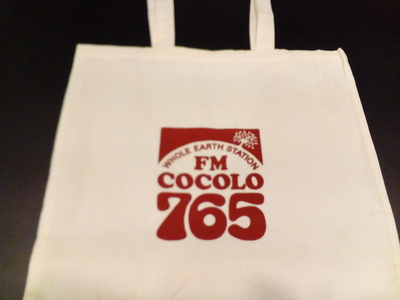 WHOLE EARTH STATION
FM
COCOLO
765